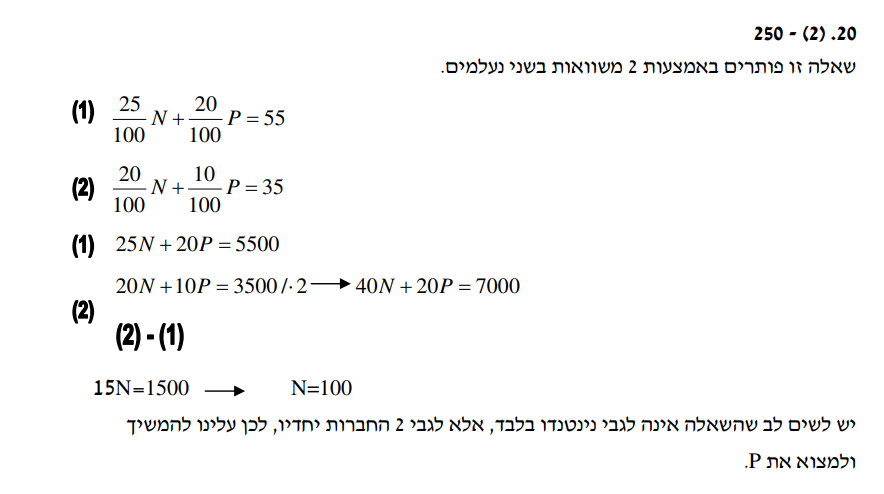 20. (2) - 250
שאלה זו פותרים באמצעות 2 משוואות בשני נעלמים.
(1) \frac{25}{100} N + \frac{20}{100} P = 55
(2) \frac{20}{100} N + \frac{10}{100} P = 35
(1) 25N + 20P = 5500
(2) 20N + 10P = 3500 /· 2 → 40N + 20P = 7000
(2) - (1)
15N=1500 → N=100
יש לשים לב שהשאלה אינה לגבי נינטנדו בלבד, אלא לגבי 2 החברות יחדיו, לכן עלינו להמשיך
ולמצוא את P.